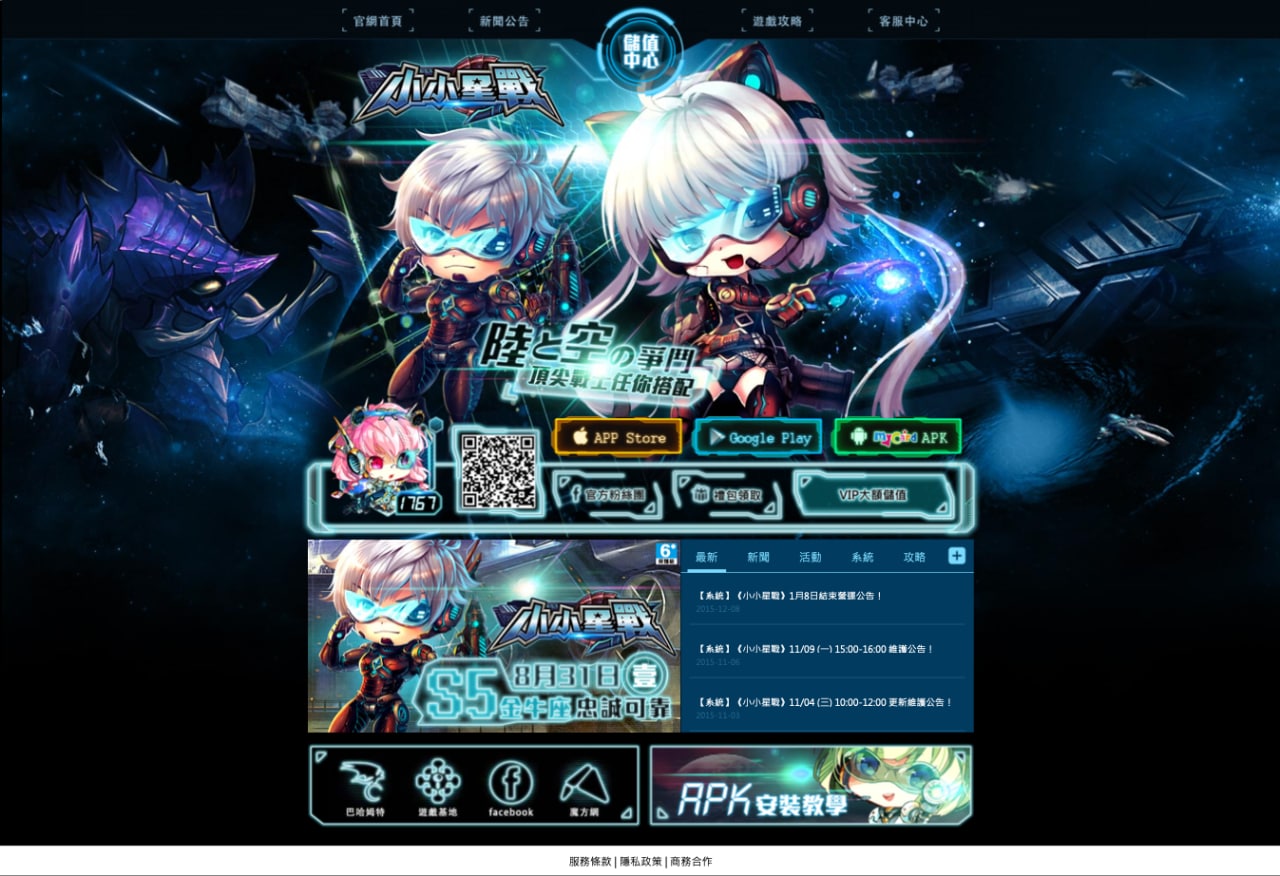 官網首頁
新聞公告
儲值
中心
遊戲攻略
客服中心
小小星戰
陸と空の爭鬥
頂尖戰士任你搭配
APP Store
Google Play
MyCard APK
1767
官方粉絲團
禮包領取
VIP大額儲值
6+
保護級
小小星戰
8月31日 壹
S5 金牛座忠誠可靠
最新
新聞
活動
系統
攻略
【系統】《小小星戰》1月8日結束營運公告！
2015-12-08
【系統】《小小星戰》11/09 (一) 15:00-16:00 維護公告！
2015-11-06
【系統】《小小星戰》11/04 (三) 10:00-12:00 更新維護公告！
2015-11-03
巴哈姆特
遊戲基地
facebook
魔方網
APK 安裝教學
服務條款 | 隱私政策 | 商務合作